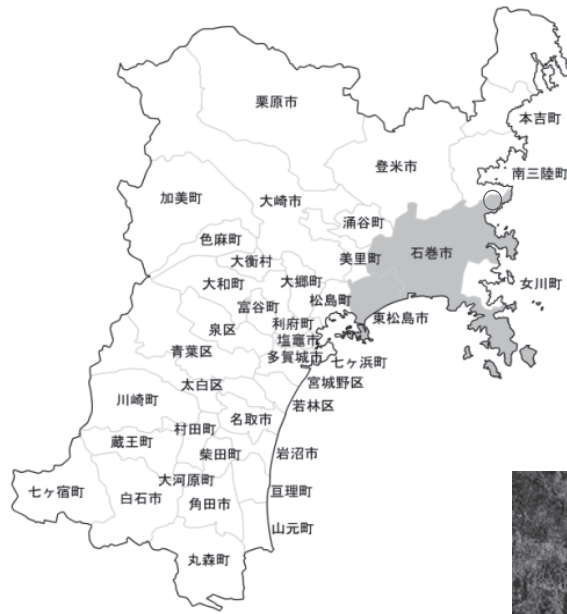 栗原市
本吉町
登米市
南三陸町
加美町
大崎市
涌谷町
色麻町
石巻市
美里町
大衡村
大和町
大郷町
女川町
富谷町
松島町
東松島市
利府町
泉区
塩竈市
青葉区
多賀城市
七ヶ浜町
太白区
宮城野区
川崎町
若林区
名取市
村田町
蔵王町
柴田町
岩沼市
大河原町
七ヶ宿町
白石市
角田市
亘理町
山元町
丸森町